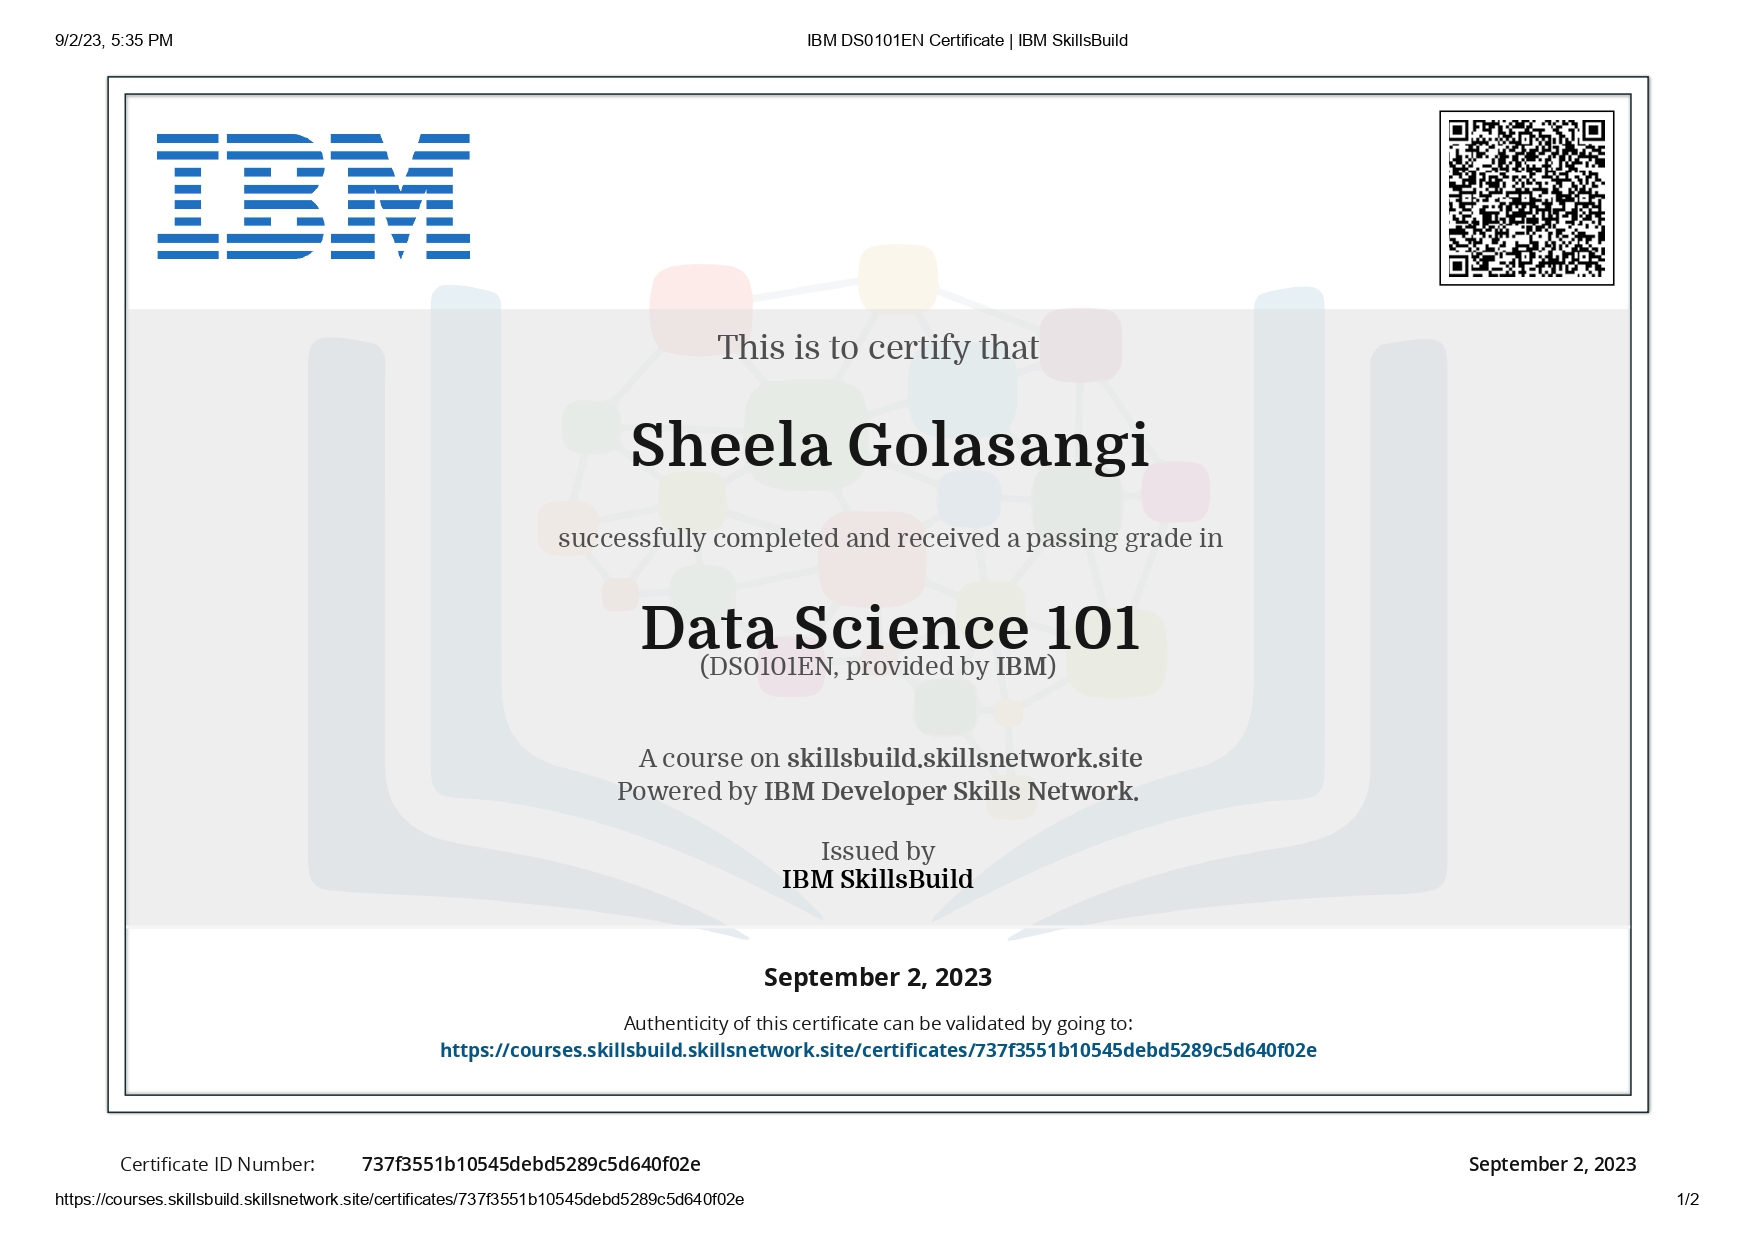 9/2/23, 5:35 PM
IBM DS0101EN Certificate | IBM SkillsBuild
IBM
This is to certify that
Sheela Golasangi
successfully completed and received a passing grade in
Data Science 101
(DS0101EN, provided by IBM)
A course on skillsbuild.skillsnetwork.site
Powered by IBM Developer Skills Network.
Issued by
IBM SkillsBuild
September 2, 2023
Authenticity of this certificate can be validated by going to:
https://courses.skillsbuild.skillsnetwork.site/certificates/737f3551b10545debd5289c5d640f02e
Certificate ID Number: 737f3551b10545debd5289c5d640f02e
September 2, 2023
https://courses.skillsbuild.skillsnetwork.site/certificates/737f3551b10545debd5289c5d640f02e
1/2